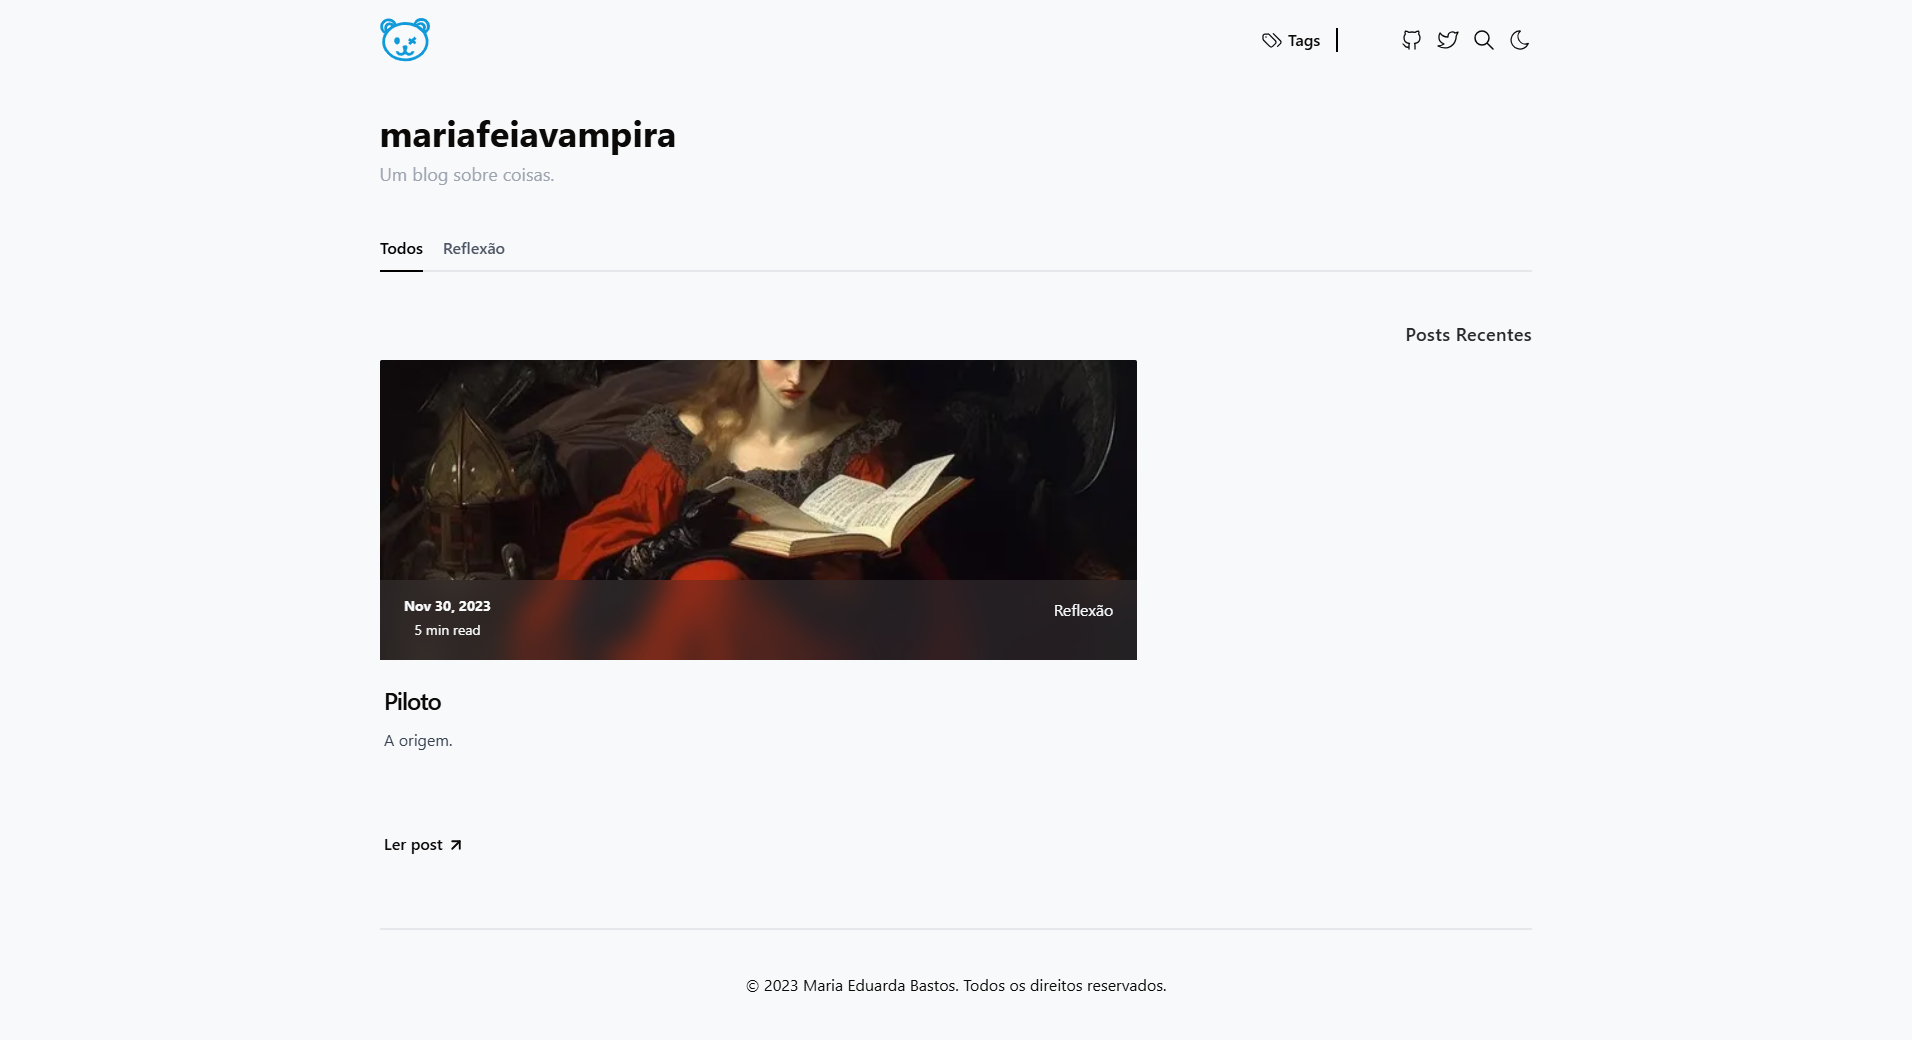 Tags
mariafeiavampira
Um blog sobre coisas.
Todos
Reflexão
Posts Recentes
Nov 30, 2023
5 min read
Reflexão
Piloto
A origem.
Ler post
© 2023 Maria Eduarda Bastos. Todos os direitos reservados.